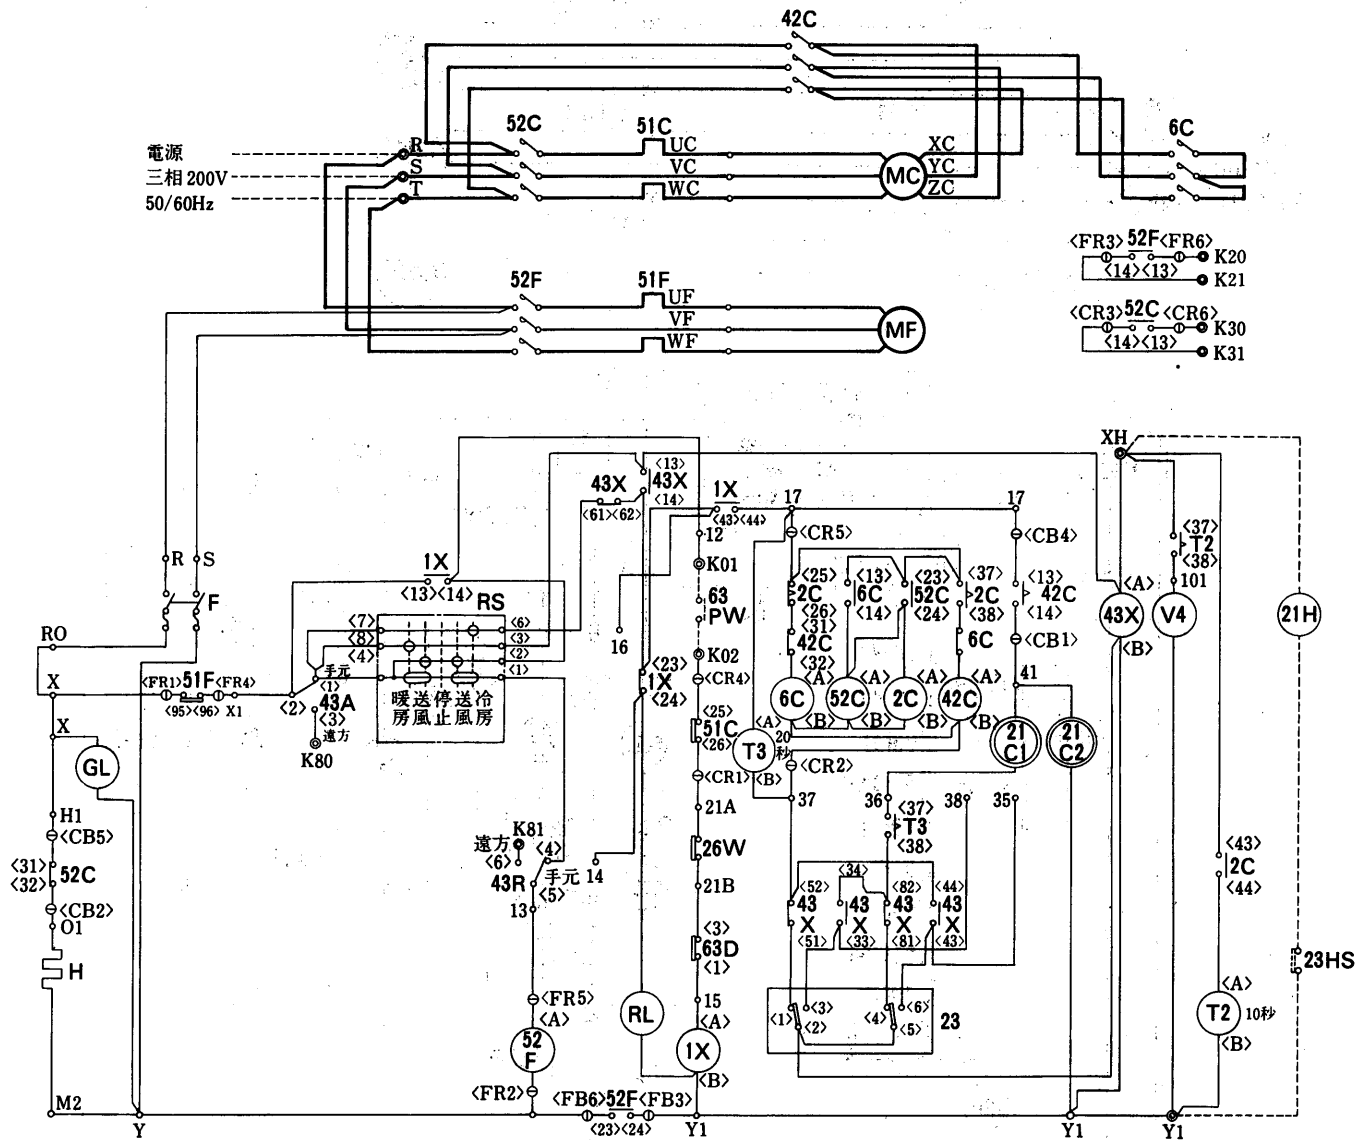 42C
52C
51C
6C
電源
三相200V
50/60Hz
R
S
T
UC
VC
WC
MC
XC
YC
ZC
52F
51F
UF
VF
WF
MF
<FR3> 52F <FR6>
K20
<14> <13>
K21
<CR3> 52C <CR6>
K30
<14> <13>
K31
XH
<13>
43X
<14>
43X
<61><62>
1X
<43><44>
17
17
12
<CR5>
<CB4>
R
S
F
1X
<13> <14>
RS
K01
63
PW
K02
<CR4>
<25>
2C
<26>
<31>
42C
<32>
<13>
6C
<14>
<23>
52C
<24>
<37>
2C
<38>
6C
<13>
42C
<14>
<CB1>
41
<37>
T2
<38>
101
<A>
43X
<B>
V4
21H
RO
X
<FR1> 51F <FR4>
<95> <96> X1
<7>
<8>
<4>
<6>
<3>
<2>
<1>
手元
<1>
43A
<2>
<3>
遠方
K80
暖房
送風
停止
送風
冷房
16
<23>
1X
<24>
<25>
51C
<26>
<A>
6C
<B>
<A>
52C
<B>
<A>
2C
<B>
<A>
42C
<B>
<A>
T3
20秒
<B>
<CR2>
21
C1
21
C2
X
GL
H1
<CB5>
<31>
52C
<32>
<CB2>
O1
H
M2
<CR1>
21A
26W
21B
<3>
63D
<1>
15
<A>
1X
<B>
37
36
38
35
<37>
T3
<38>
K81
遠方
<4>
<6>
43R
手元
14
<5>
13
<52>
43
X
<51>
<34>
43
X
<33>
<82>
43
X
<81>
<44>
43
X
<43>
<43>
2C
<44>
<FR5>
<A>
52
F
<FR2>
RL
<1>
<3>
<2>
<4>
<6>
<5>
23
<A>
T2
10秒
<B>
23HS
<FB6> 52F <FB3>
<23> <24>
Y
Y1
Y1
Y1